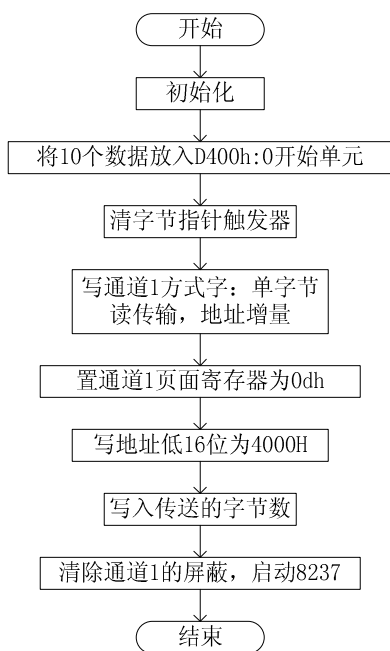 开始
初始化
将10个数据放入D400h:0开始单元
清字节指针触发器
写通道1方式字: 单字节
读传输, 地址增量
置通道1页面寄存器为0dh
写地址低16位为4000H
写入传送的字节数
清除通道1的屏蔽, 启动8237
结束